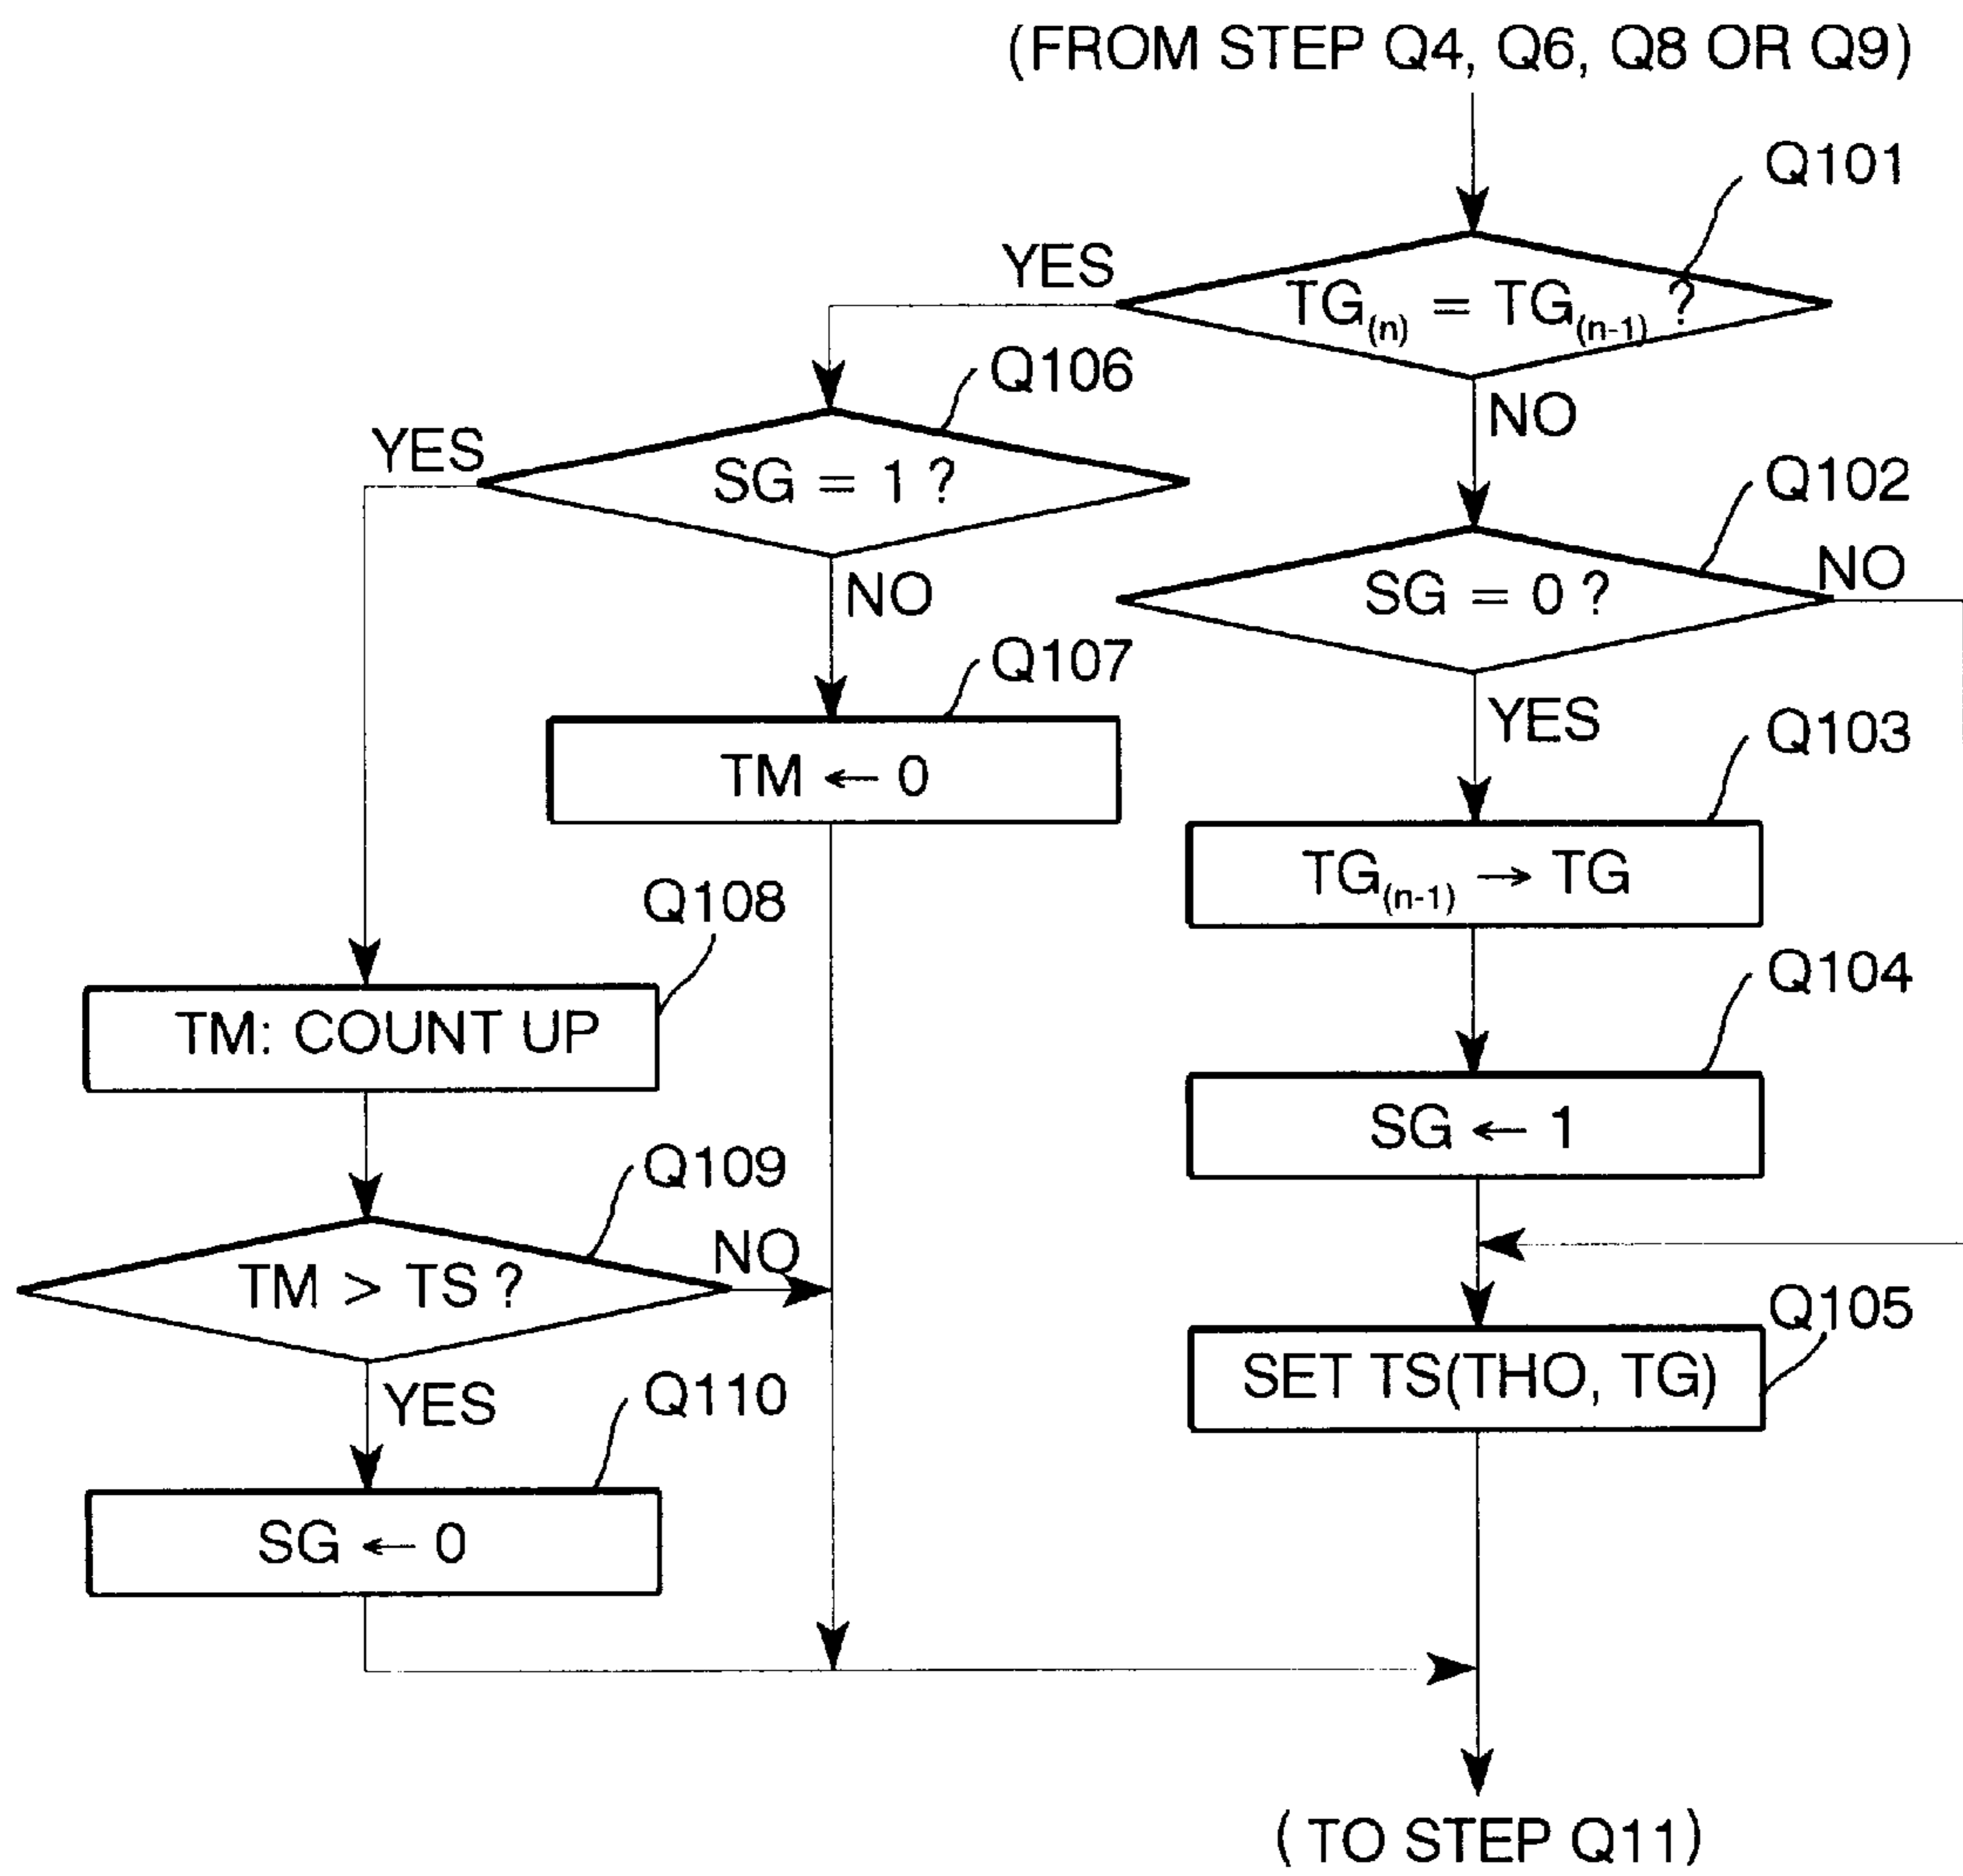 (FROM STEP Q4, Q6, Q8 OR Q9)
Q101
YES
TG(n) = TG(n-1) ?
Q106
NO
YES
SG = 1 ?
Q102
NO
SG = 0 ?
NO
Q107
YES
Q103
TM ← 0
TG(n-1) → TG
Q108
Q104
TM: COUNT UP
SG ← 1
Q109
NO
TM > TS ?
Q105
SET TS(THO, TG)
YES
Q110
SG ← 0
(TO STEP Q11)